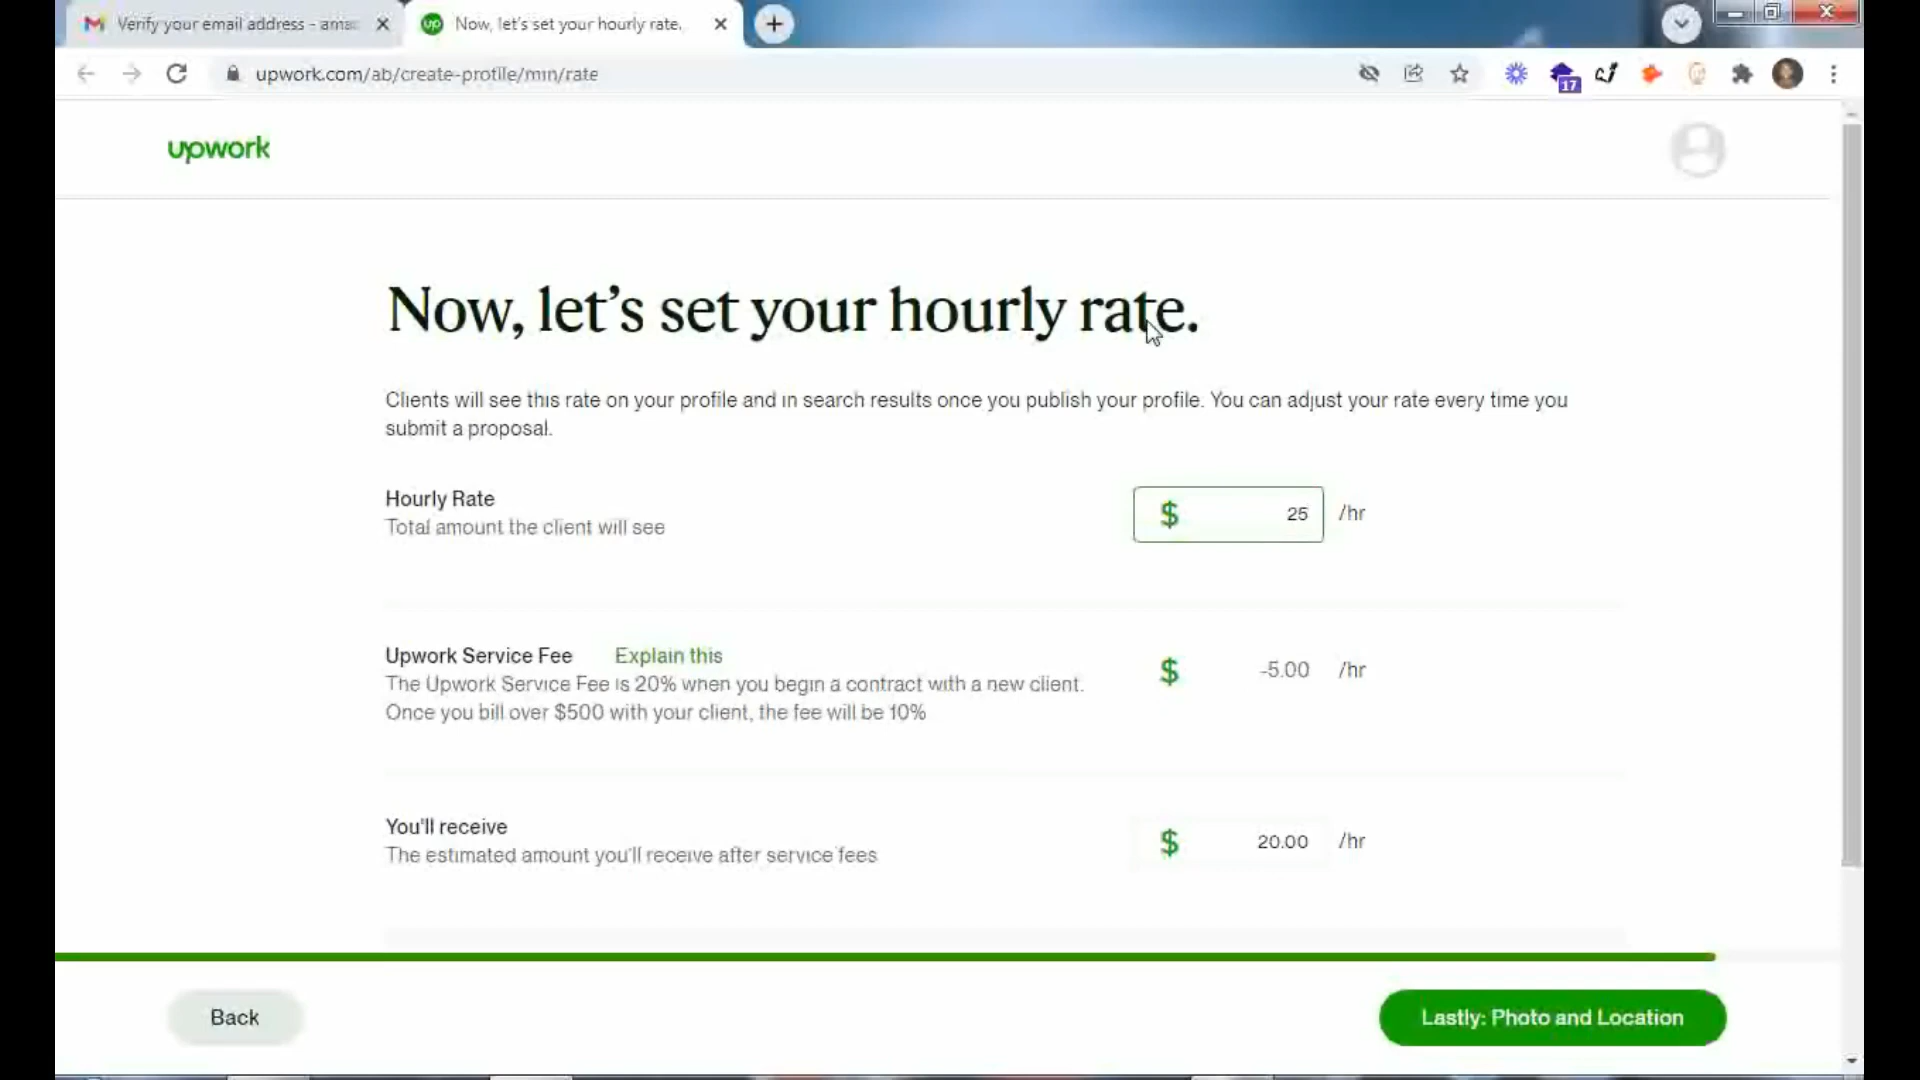 Verify your email address - ama
Now, let's set your hourly rate.
upwork.com/ab/create-profile/min/rate
17
upwork
Now, let's set your hourly rate.
Clients will see this rate on your profile and in search results once you publish your profile. You can adjust your rate every time you
submit a proposal.
Hourly Rate
$ 25 /hr
Total amount the client will see
Upwork Service Fee Explain this
$ -5.00 /hr
The Upwork Service Fee is 20% when you begin a contract with a new client.
Once you bill over $500 with your client, the fee will be 10%
You'll receive
$ 20.00 /hr
The estimated amount you'll receive after service fees
Back
Lastly: Photo and Location